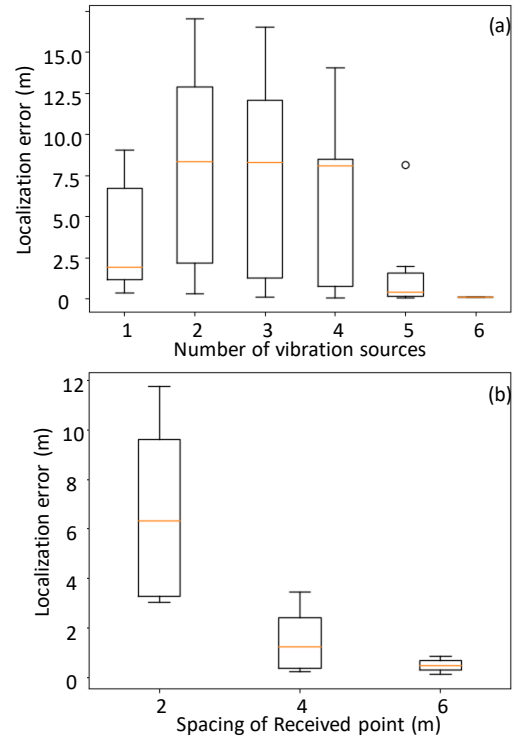 (a)
15.0
12.5
10.0
7.5
5.0
2.5
0
Localization error (m)
1 2 3 4 5 6
Number of vibration sources
(b)
12
10
8
6
4
2
0
Localization error (m)
2 4 6
Spacing of Received point (m)